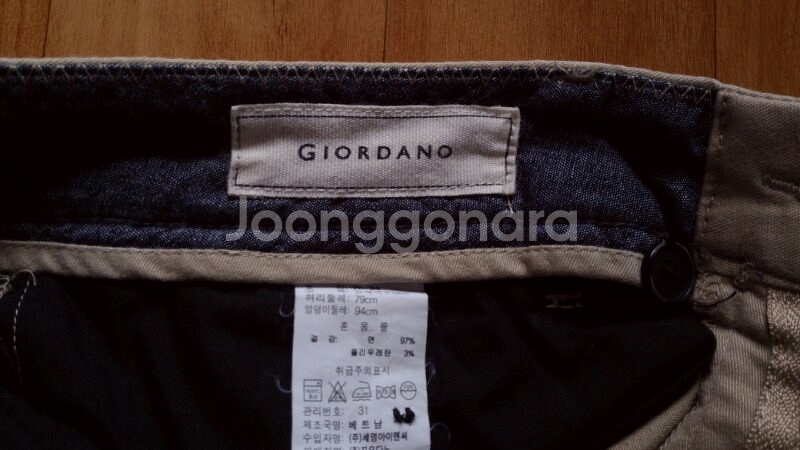 GIORDANO
Joonggondra
허리둘레: 79cm
엉덩이둘레: 94cm
혼 용 률
겉 감: 면 97%
폴리우레탄 3%
취급주의표시
관리번호: 31
제조국명: 베트남
수입자명: (주)세영아이엔씨